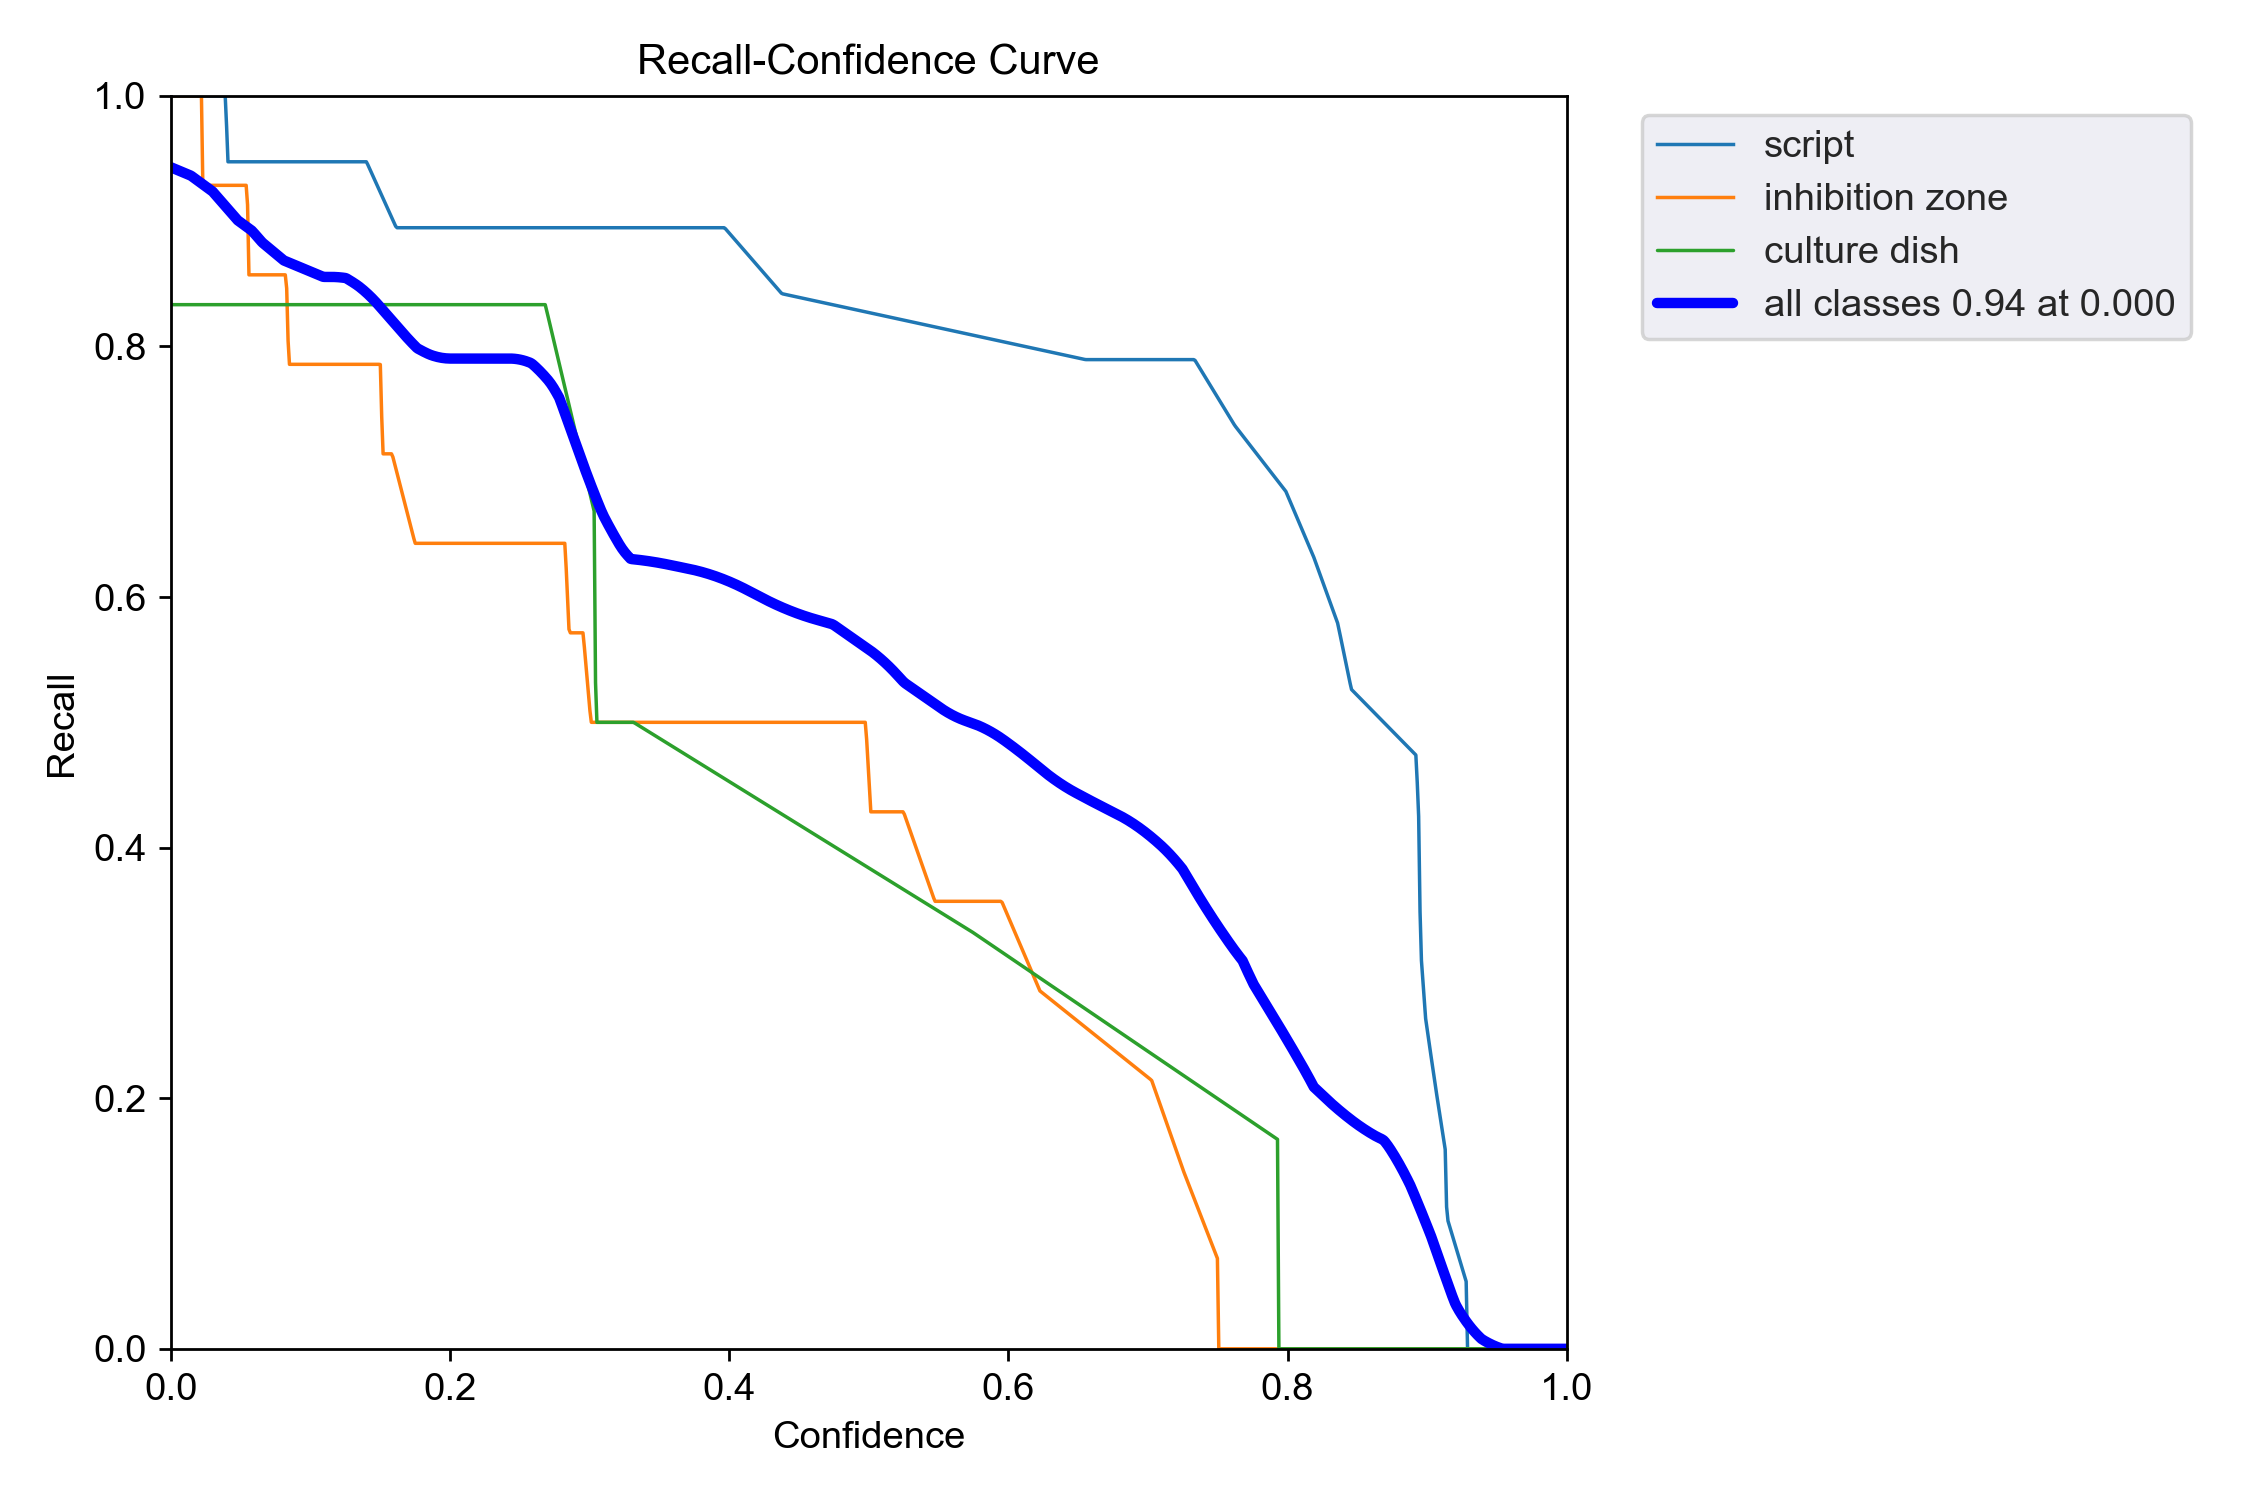 Recall-Confidence Curve
script
inhibition zone
culture dish
all classes 0.94 at 0.000
1.0
0.8
0.6
0.4
0.2
0.0
Recall
0.0 0.2 0.4 0.6 0.8 1.0
Confidence